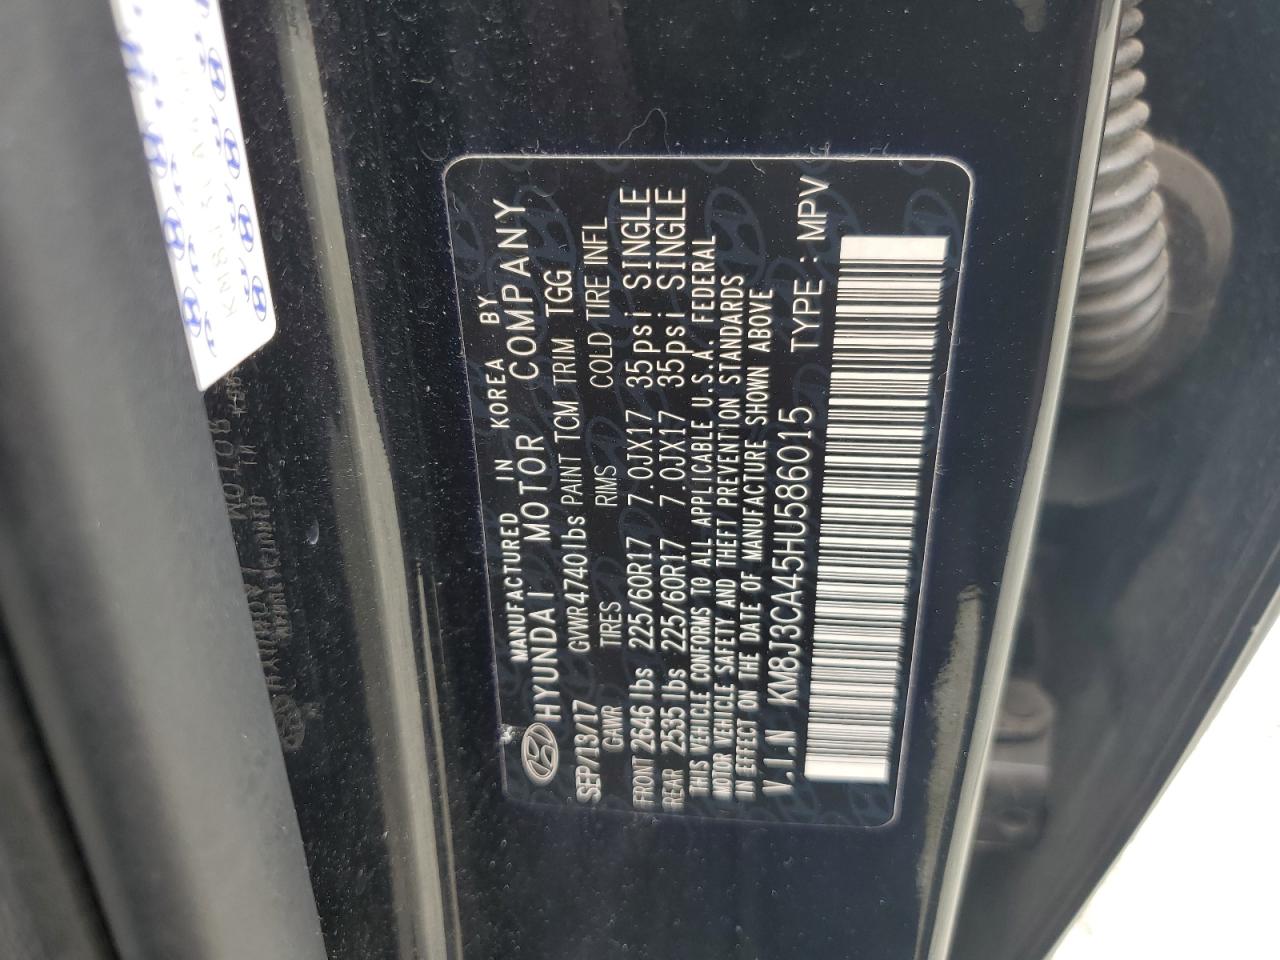 MANUFACTURED IN KOREA BY
HYUNDAI MOTOR COMPANY
SEP/13/17 GVWR4740lbs PAINT TCM TRIM TGG
GAWR TIRES RIMS COLD TIRE INFL
FRONT 2646 lbs 225/60R17 7.0JX17 35psi SINGLE
REAR 2535 lbs 225/60R17 7.0JX17 35psi SINGLE
THIS VEHICLE CONFORMS TO ALL APPLICABLE U.S.A. FEDERAL
MOTOR VEHICLE SAFETY AND THEFT PREVENTION STANDARDS
IN EFFECT ON THE DATE OF MANUFACTURE SHOWN ABOVE
V.I.N KM8J3CA45HU586015 TYPE: MPV